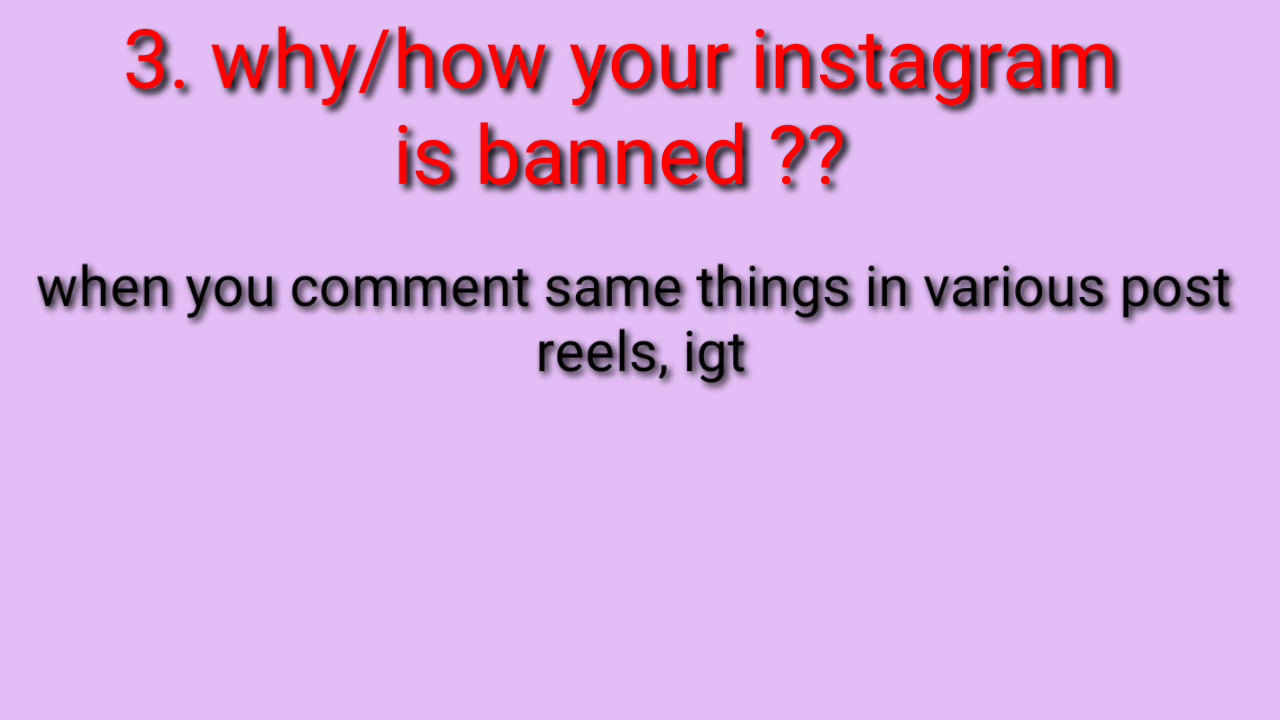 3. why/how your instagram
is banned ??
when you comment same things in various post
reels, igt